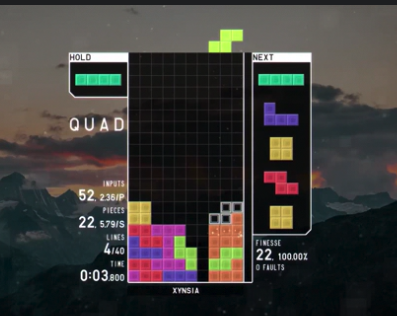 HOLD
NEXT
QUAD
INPUTS
52, 2.36/P
PIECES
22, 5.79/S
LINES
4/40
TIME
0:03.800
FINESSE
22, 100.00%
0 FAULTS
XYNSIA